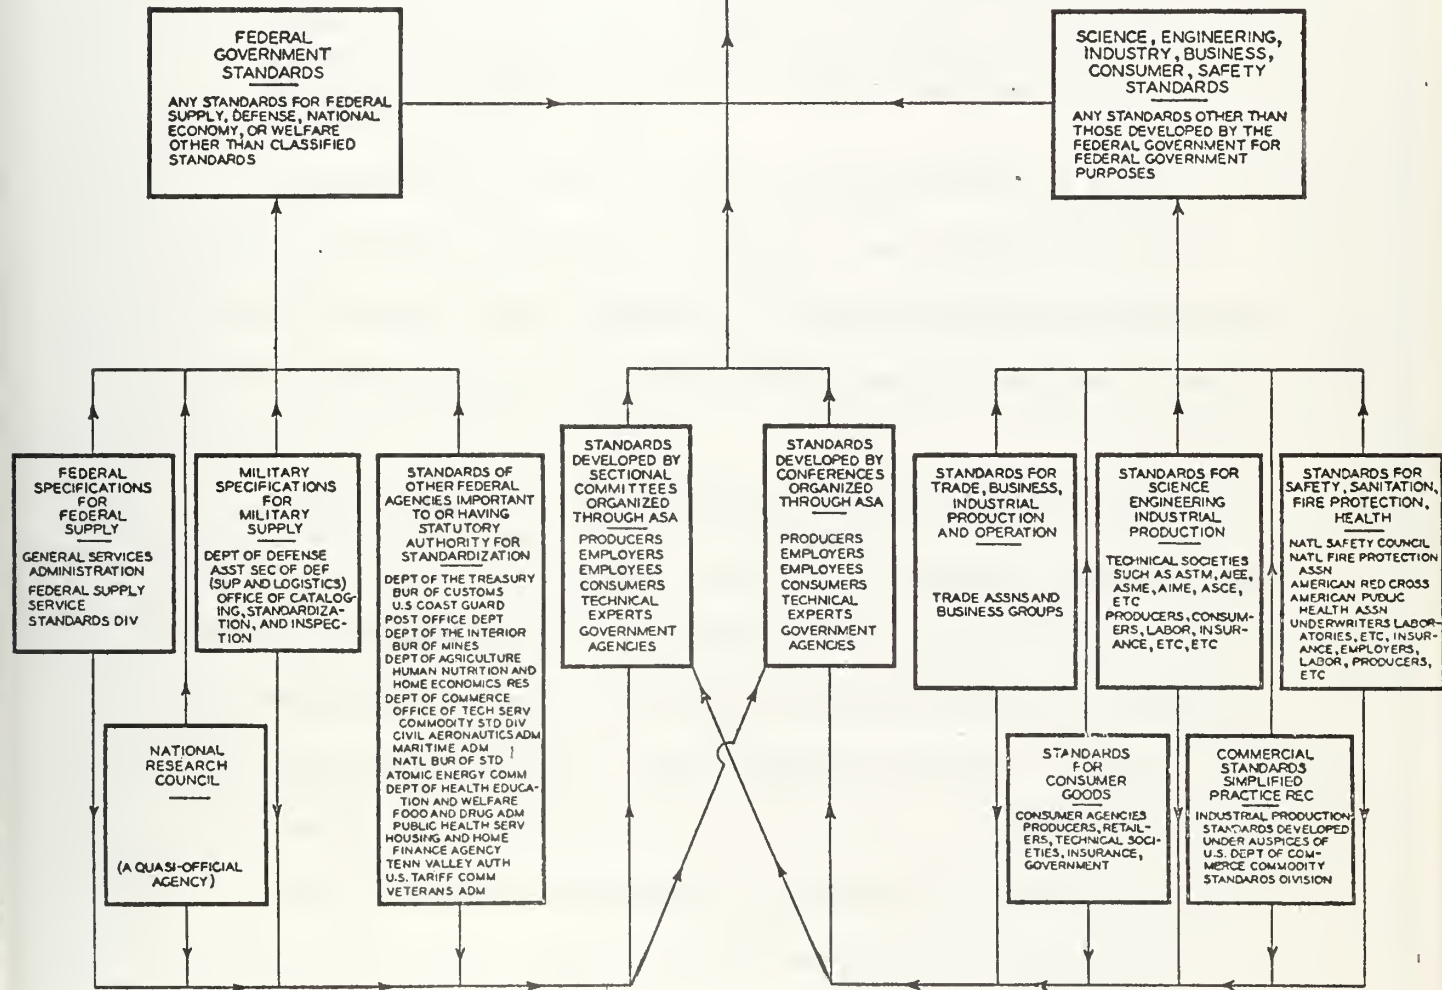 FEDERAL
GOVERNMENT
STANDARDS
ANY STANDARDS FOR FEDERAL
SUPPLY, DEFENSE, NATIONAL
ECONOMY, OR WELFARE
OTHER THAN CLASSIFIED
STANDARDS
SCIENCE, ENGINEERING,
INDUSTRY, BUSINESS,
CONSUMER, SAFETY
STANDARDS
ANY STANDARDS OTHER THAN
THOSE DEVELOPED BY THE
FEDERAL GOVERNMENT FOR
FEDERAL GOVERNMENT
PURPOSES
FEDERAL
SPECIFICATIONS
FOR
FEDERAL
SUPPLY
GENERAL SERVICES
ADMINISTRATION
FEDERAL SUPPLY
SERVICE
STANDARDS DIV
MILITARY
SPECIFICATIONS
FOR
MILITARY
SUPPLY
DEPT OF DEFENSE
ASST SEC OF DEF
(SUP AND LOGISTICS)
OFFICE OF CATALOG-
ING, STANDARDIZA-
TION, AND INSPEC-
TION
STANDARDS OF
OTHER FEDERAL
AGENCIES IMPORTANT
TO OR HAVING
STATUTORY
AUTHORITY FOR
STANDARDIZATION
DEPT OF THE TREASURY
BUR OF CUSTOMS
U.S COAST GUARD
POST OFFICE DEPT
DEPT OF THE INTERIOR
BUR OF MINES
DEPT OF AGRICULTURE
HUMAN NUTRITION AND
HOME ECONOMICS RES
DEPT OF COMMERCE
OFFICE OF TECH SERV
COMMODITY STD DIV
CIVIL AERONAUTICS ADM
MARITIME ADM
NATL BUR OF STD
ATOMIC ENERGY COMM
DEPT OF HEALTH EDUCA-
TION AND WELFARE
FOOD AND DRUG ADM
PUBLIC HEALTH SERV
HOUSING AND HOME
FINANCE AGENCY
TENN VALLEY AUTH
U.S. TARIFF COMM
VETERANS ADM
STANDARDS
DEVELOPED BY
SECTIONAL
COMMITTEES
ORGANIZED
THROUGH ASA
PRODUCERS
EMPLOYERS
EMPLOYEES
CONSUMERS
TECHNICAL
EXPERTS
GOVERNMENT
AGENCIES
STANDARDS
DEVELOPED BY
CONFERENCES
ORGANIZED
THROUGH ASA
PRODUCERS
EMPLOYERS
EMPLOYEES
CONSUMERS
TECHNICAL
EXPERTS
GOVERNMENT
AGENCIES
STANDARDS FOR
TRADE, BUSINESS,
INDUSTRIAL
PRODUCTION
AND OPERATION
TRADE ASSNS AND
BUSINESS GROUPS
STANDARDS FOR
SCIENCE
ENGINEERING
INDUSTRIAL
PRODUCTION
TECHNICAL SOCIETIES
SUCH AS ASTM, AIEE,
ASME, AIME, ASCE,
ETC
PRODUCERS, CONSUM-
ERS, LABOR, INSUR-
ANCE, ETC, ETC
STANDARDS FOR
SAFETY, SANITATION,
FIRE PROTECTION,
HEALTH
NATL SAFETY COUNCIL
NATL FIRE PROTECTION
ASSN
AMERICAN RED CROSS
AMERICAN PUBLIC
HEALTH ASSN
UNDERWRITERS LABOR-
ATORIES, ETC, INSUR-
ANCE, EMPLOYERS,
LABOR, PRODUCERS,
ETC
NATIONAL
RESEARCH
COUNCIL
(A QUASI-OFFICIAL
AGENCY)
STANDARDS
FOR
CONSUMER
GOODS
CONSUMER AGENCIES
PRODUCERS, RETAIL-
ERS, TECHNICAL SOCI-
ETIES, INSURANCE,
GOVERNMENT
COMMERCIAL
STANDARDS
SIMPLIFIED
PRACTICE REC
INDUSTRIAL PRODUCTION
STANDARDS DEVELOPED
UNDER AUSPICES OF
U.S. DEPT OF COM-
MERCE COMMODITY
STANDARDS DIVISION